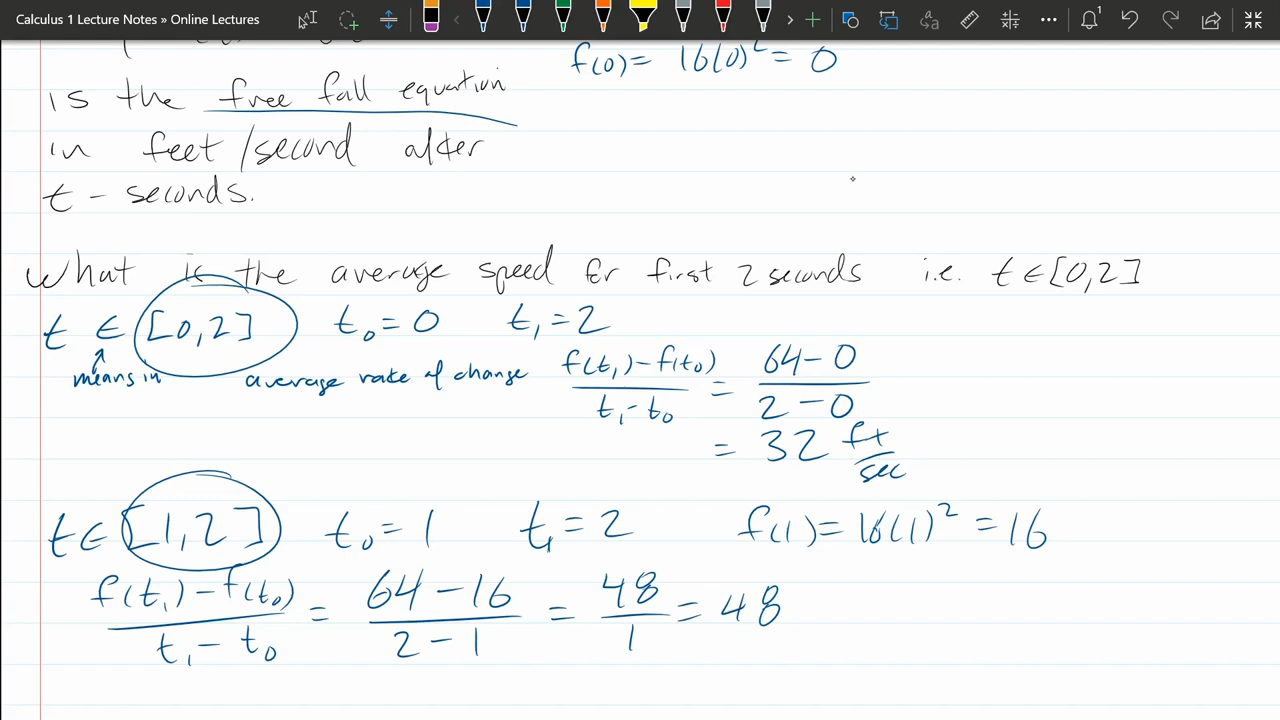 Calculus 1 Lecture Notes » Online Lectures
f(0) = 16(0)² = 0
is the free fall equation
in feet/second after
t - seconds.
What is the average speed for first 2 seconds i.e. t ∈ [0,2]
t ∈ [0,2] t₀ = 0 t₁ = 2
means in
average rate of change (f(t₁) - f(t₀))/(t₁ - t₀) = (64 - 0)/(2 - 0)
= 32 ft/sec
t ∈ [1,2] t₀ = 1 t₁ = 2 f(1) = 16(1)² = 16
(f(t₁) - f(t₀))/(t₁ - t₀) = (64 - 16)/(2 - 1) = 48/1 = 48